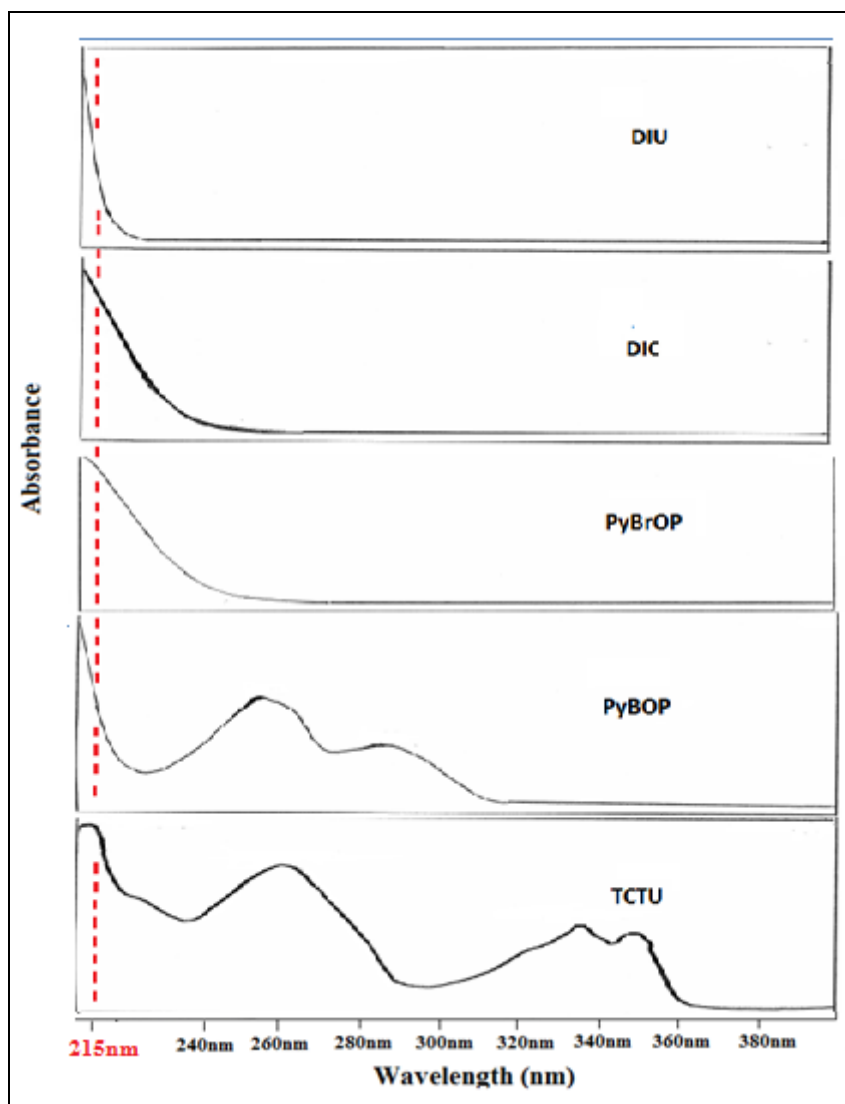 DIU
DIC
Absorbance
PyBrOP
PyBOP
TCTU
215nm 240nm 260nm 280nm 300nm 320nm 340nm 360nm 380nm
Wavelength (nm)